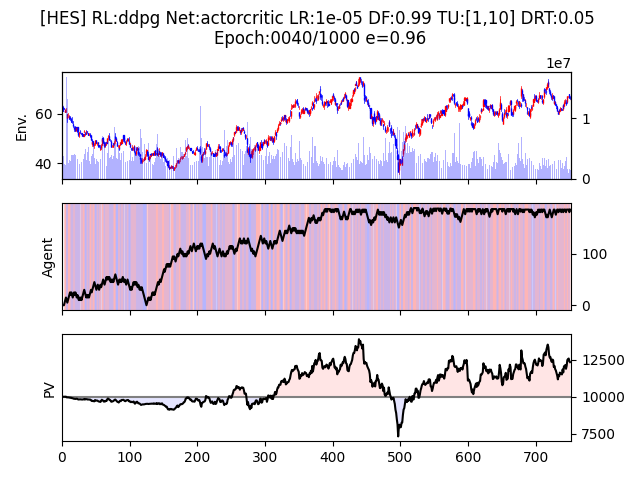 [HES] RL:ddpg Net:actorcritic LR:1e-05 DF:0.99 TU:[1,10] DRT:0.05
Epoch:0040/1000 e=0.96
1e7
Env.
60
40
1
0
Agent
100
0
PV
12500
10000
7500
0 100 200 300 400 500 600 700